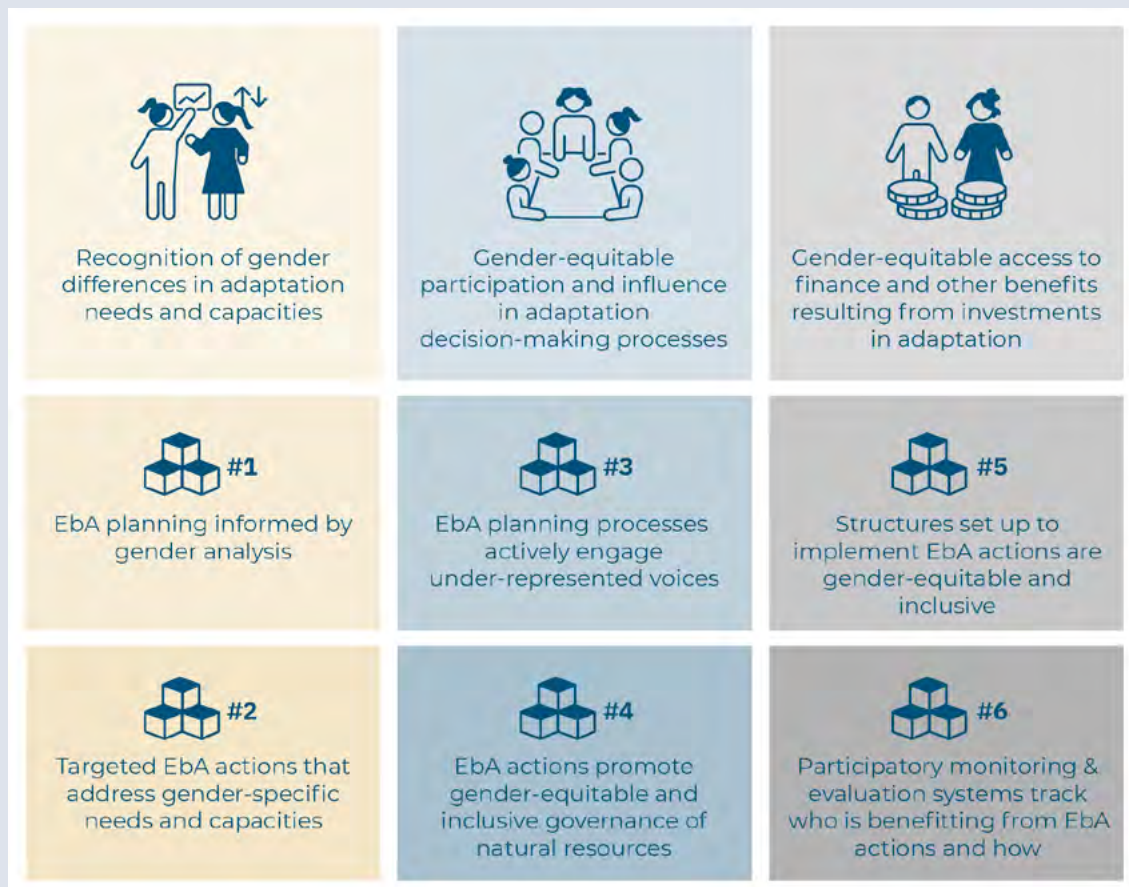 Recognition of gender
differences in adaptation
needs and capacities
Gender-equitable
participation and influence
in adaptation
decision-making processes
Gender-equitable access to
finance and other benefits
resulting from investments
in adaptation
#1
EbA planning informed by
gender analysis
#3
EbA planning processes
actively engage
under-represented voices
#5
Structures set up to
implement EbA actions are
gender-equitable and
inclusive
#2
Targeted EbA actions that
address gender-specific
needs and capacities
#4
EbA actions promote
gender-equitable and
inclusive governance of
natural resources
#6
Participatory monitoring &
evaluation systems track
who is benefitting from EbA
actions and how